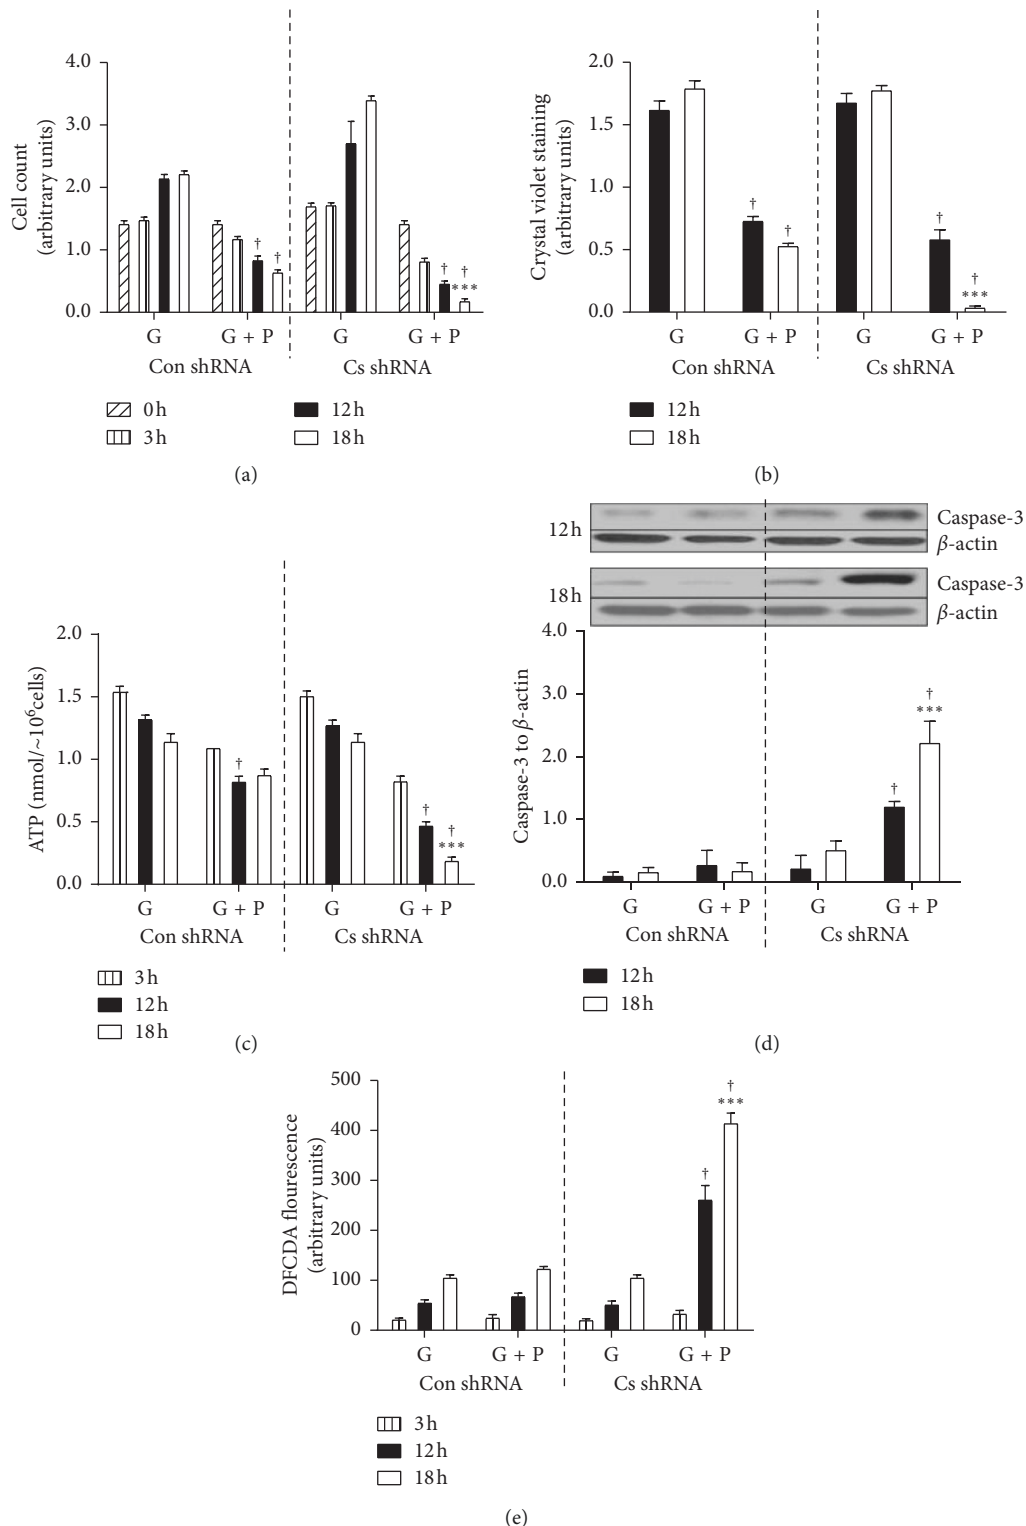 4.0
3.0
2.0
1.0
0.0
Cell count
(arbitrary units)
†
†
†
†
***
G
G + P
G
G + P
Con shRNA
Cs shRNA
0h
3h
12h
18h
(a)
2.0
1.5
1.0
0.5
0.0
Crystal violet staining
(arbitrary units)
†
†
†
†
***
G
G + P
G
G + P
Con shRNA
Cs shRNA
12h
18h
(b)
2.0
1.5
1.0
0.5
0.0
ATP (nmol/~10⁶cells)
†
†
†
***
G
G + P
G
G + P
Con shRNA
Cs shRNA
3h
12h
18h
(c)
12h
Caspase-3
β-actin
18h
Caspase-3
β-actin
4.0
3.0
2.0
1.0
0.0
Caspase-3 to β-actin
†
†
***
G
G + P
G
G + P
Con shRNA
Cs shRNA
12h
18h
(d)
500
400
300
200
100
0
DFCDA flourescence
(arbitrary units)
†
†
***
G
G + P
G
G + P
Con shRNA
Cs shRNA
3h
12h
18h
(e)